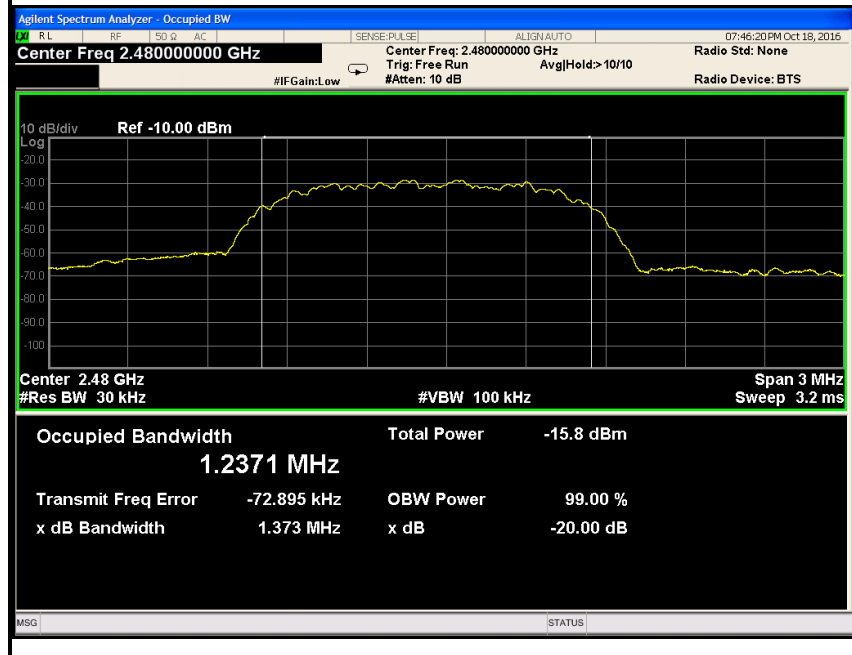 Agilent Spectrum Analyzer - Occupied BW
LXI RL RF 50 Ω AC SENSE:PULSE ALIGN AUTO 07:46:20 PM Oct 18, 2016
Center Freq 2.480000000 GHz Center Freq: 2.480000000 GHz Radio Std: None
Trig: Free Run Avg|Hold:>10/10
#IFGain:Low #Atten: 10 dB Radio Device: BTS
10 dB/div Ref -10.00 dBm
Log
-20.0
-30.0
-40.0
-50.0
-60.0
-70.0
-80.0
-90.0
-100
Center 2.48 GHz Span 3 MHz
#Res BW 30 kHz #VBW 100 kHz Sweep 3.2 ms
Occupied Bandwidth Total Power -15.8 dBm
1.2371 MHz
Transmit Freq Error -72.895 kHz OBW Power 99.00 %
x dB Bandwidth 1.373 MHz x dB -20.00 dB
MSG STATUS